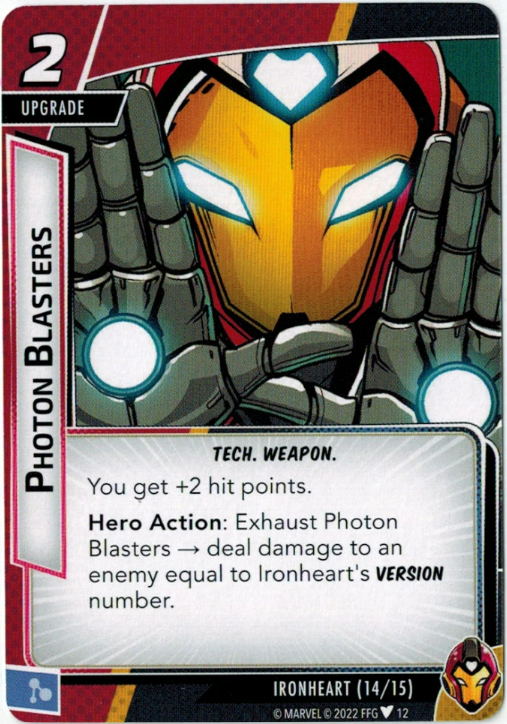 2
UPGRADE
PHOTON BLASTERS
TECH. WEAPON.
You get +2 hit points.
Hero Action: Exhaust Photon
Blasters → deal damage to an
enemy equal to Ironheart's VERSION
number.
IRONHEART (14/15)
© MARVEL © 2022 FFG 12